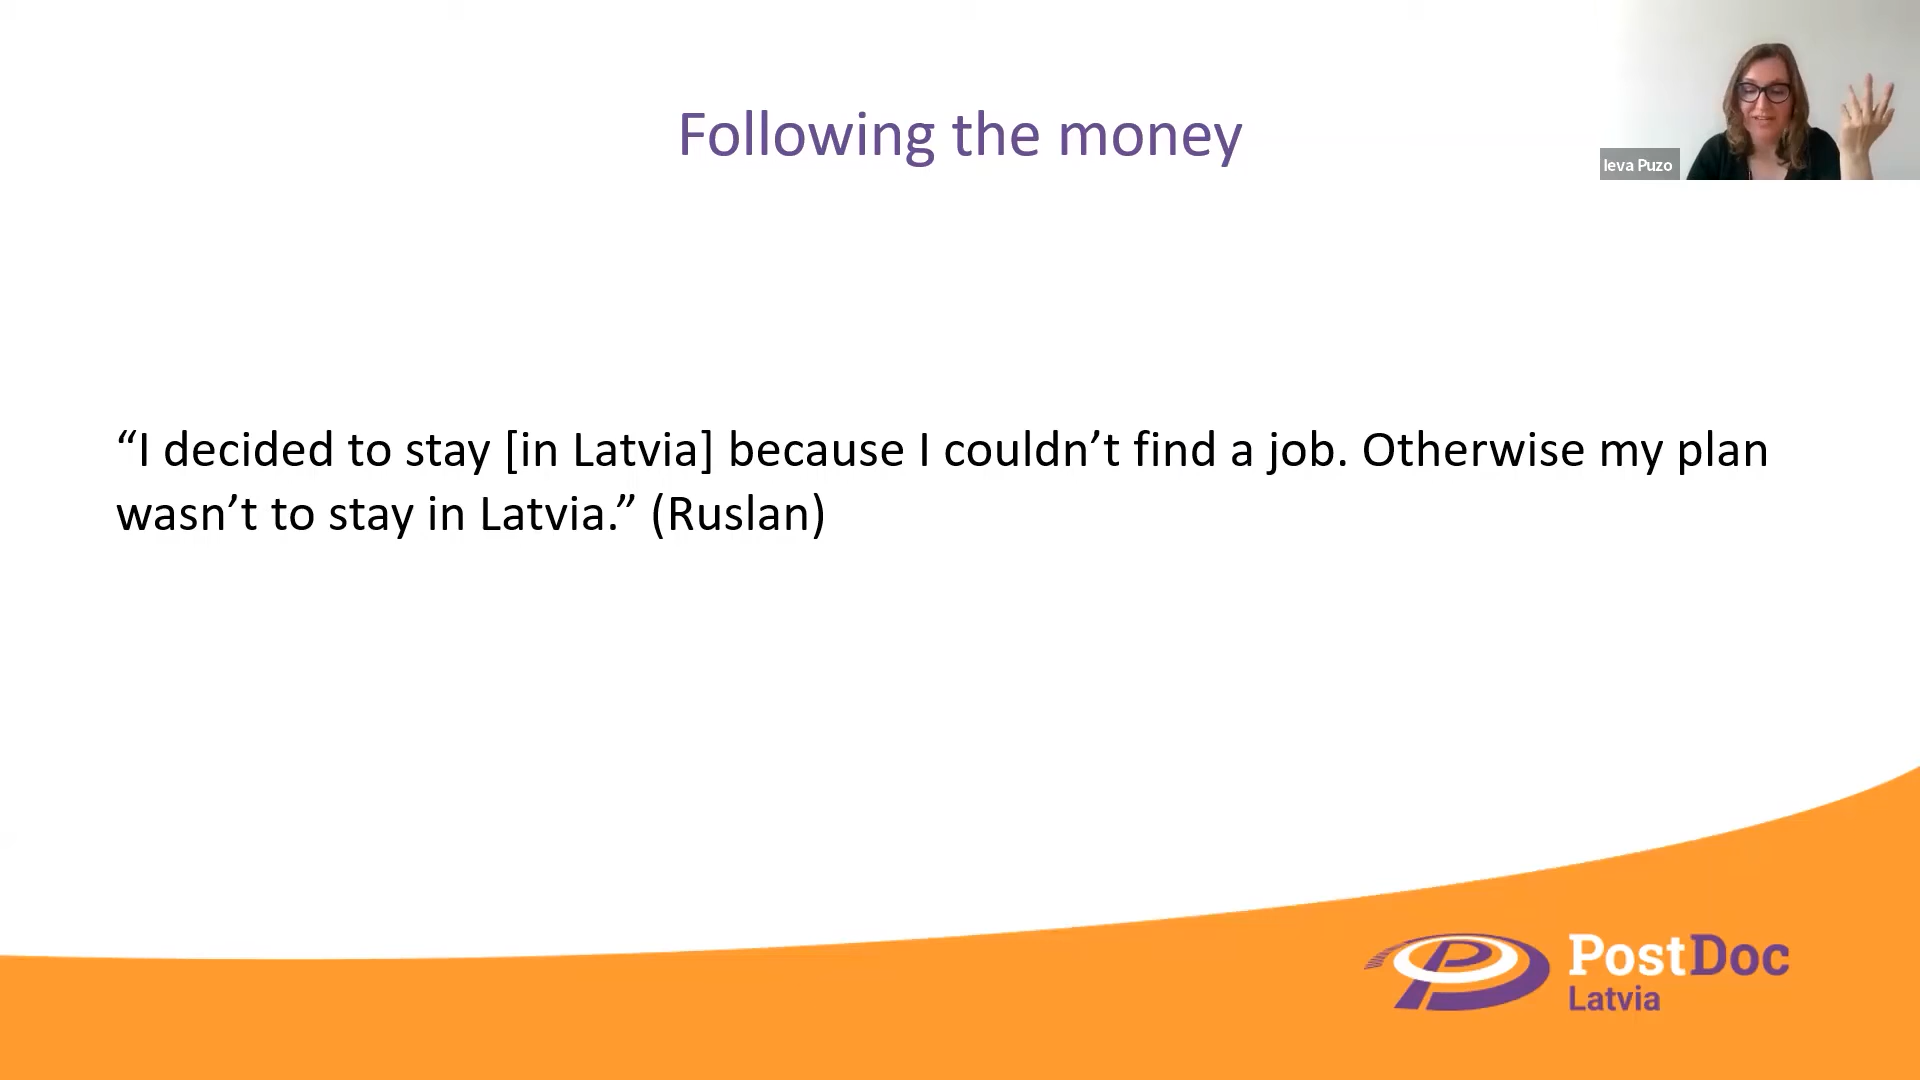 Following the money
Ieva Puzo
“I decided to stay [in Latvia] because I couldn’t find a job. Otherwise my plan
wasn’t to stay in Latvia.” (Ruslan)
PostDoc
Latvia